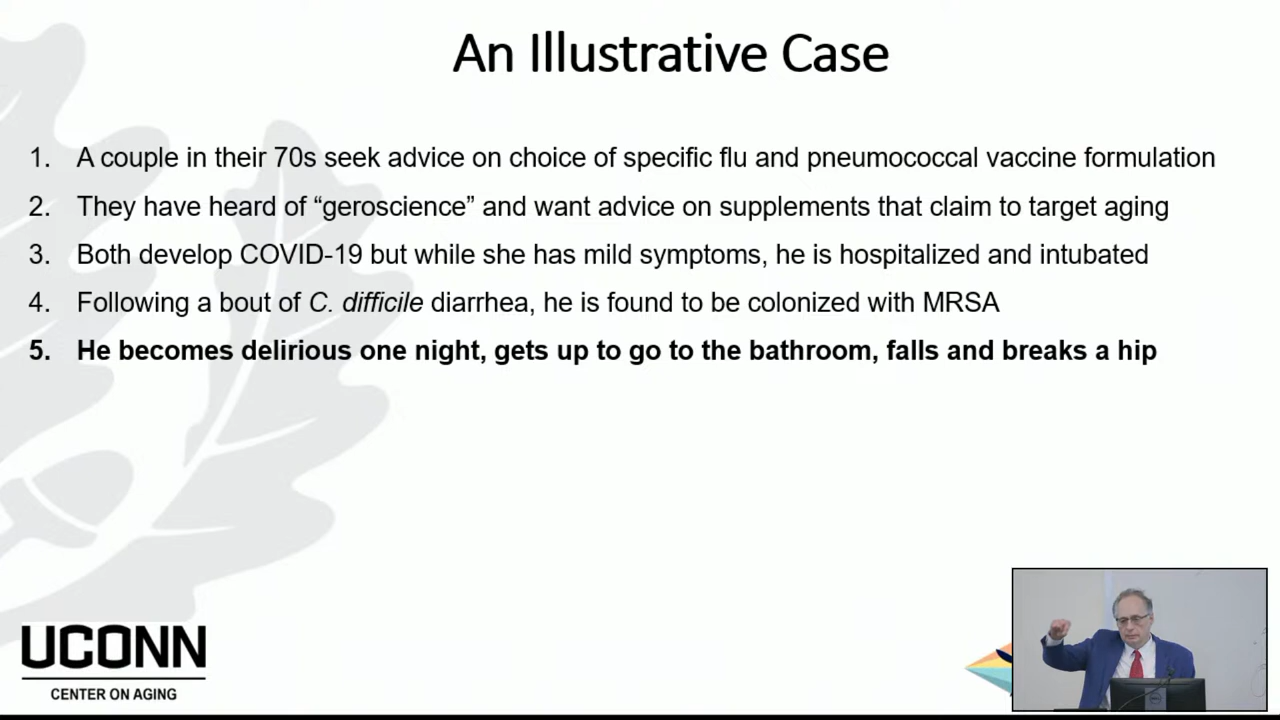 An Illustrative Case
1. A couple in their 70s seek advice on choice of specific flu and pneumococcal vaccine formulation
2. They have heard of “geroscience” and want advice on supplements that claim to target aging
3. Both develop COVID-19 but while she has mild symptoms, he is hospitalized and intubated
4. Following a bout of C. difficile diarrhea, he is found to be colonized with MRSA
5. He becomes delirious one night, gets up to go to the bathroom, falls and breaks a hip
UCONN
CENTER ON AGING